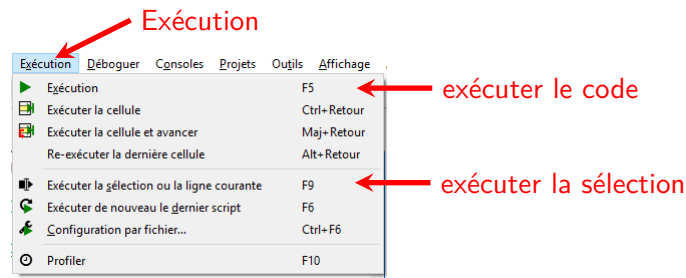 Exécution
Exécution Déboguer Consoles Projets Outils Affichage
Exécution F5
exécuter le code
Exécuter la cellule Ctrl+Retour
Exécuter la cellule et avancer Maj+Retour
Re-exécuter la dernière cellule Alt+Retour
Exécuter la sélection ou la ligne courante F9
exécuter la sélection
Exécuter de nouveau le dernier script F6
Configuration par fichier... Ctrl+F6
Profiler F10